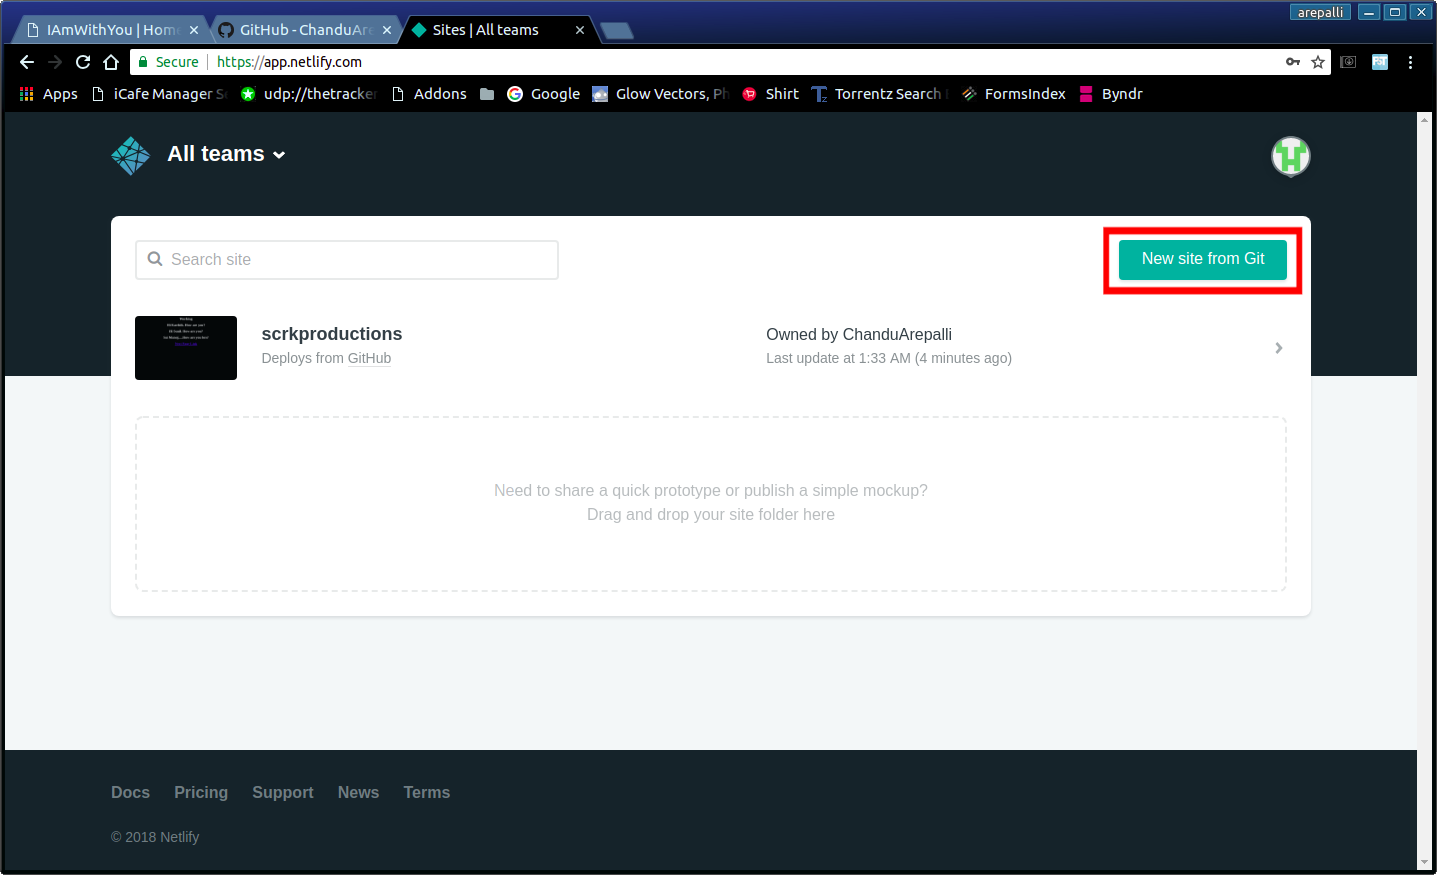 arepalli
IAmWithYou | Hom
GitHub - ChanduAre
Sites | All teams
Secure
https://app.netlify.com
Apps
iCafe Manager S
udp://thetracker
Addons
Google
Glow Vectors, Ph
Shirt
Torrentz Search
FormsIndex
Byndr
All teams
Search site
New site from Git
scrkproductions
Deploys from GitHub
Owned by ChanduArepalli
Last update at 1:33 AM (4 minutes ago)
Need to share a quick prototype or publish a simple mockup?
Drag and drop your site folder here
Docs Pricing Support News Terms
© 2018 Netlify